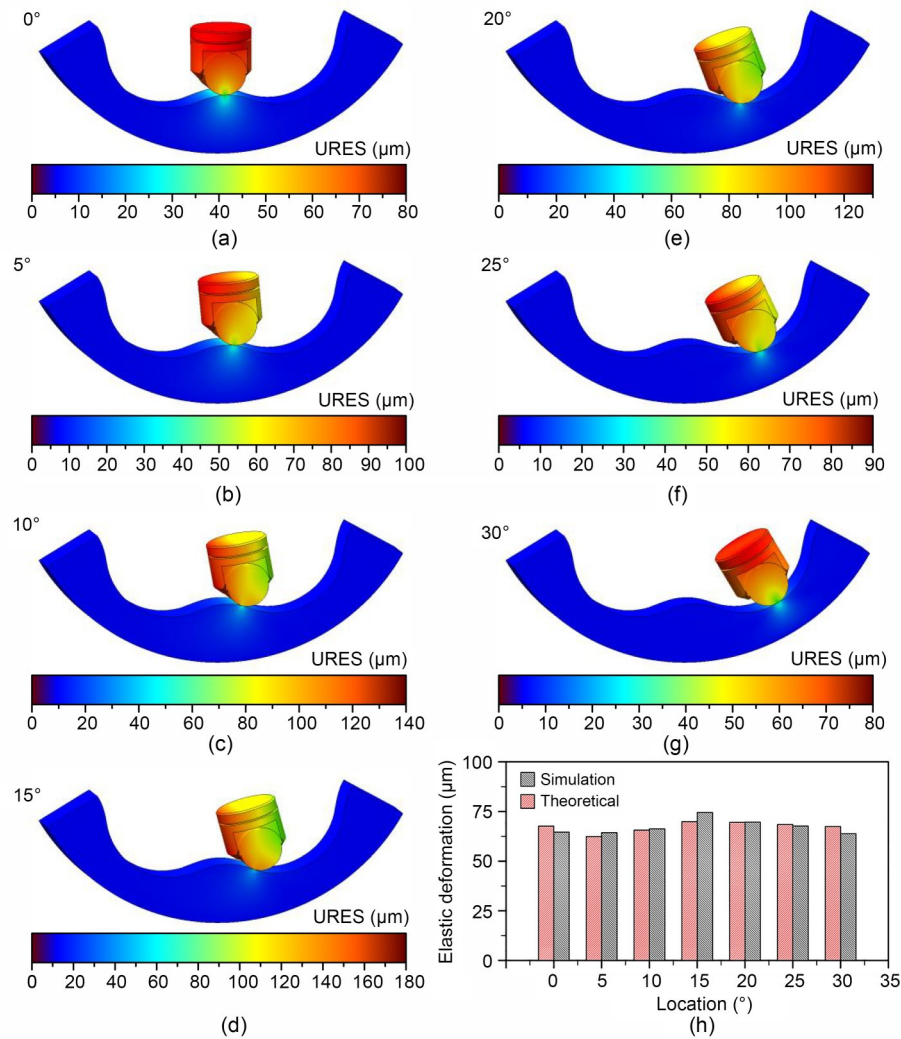 0°
URES (µm)
0 10 20 30 40 50 60 70 80
(a)
5°
URES (µm)
0 10 20 30 40 50 60 70 80 90 100
(b)
10°
URES (µm)
0 20 40 60 80 100 120 140
(c)
15°
URES (µm)
0 20 40 60 80 100 120 140 160 180
(d)
20°
URES (µm)
0 20 40 60 80 100 120
(e)
25°
URES (µm)
0 10 20 30 40 50 60 70 80 90
(f)
30°
URES (µm)
0 10 20 30 40 50 60 70 80
(g)
Elastic deformation (µm)
100
75
50
25
0
Simulation
Theoretical
0 5 10 15 20 25 30 35
Location (°)
(h)